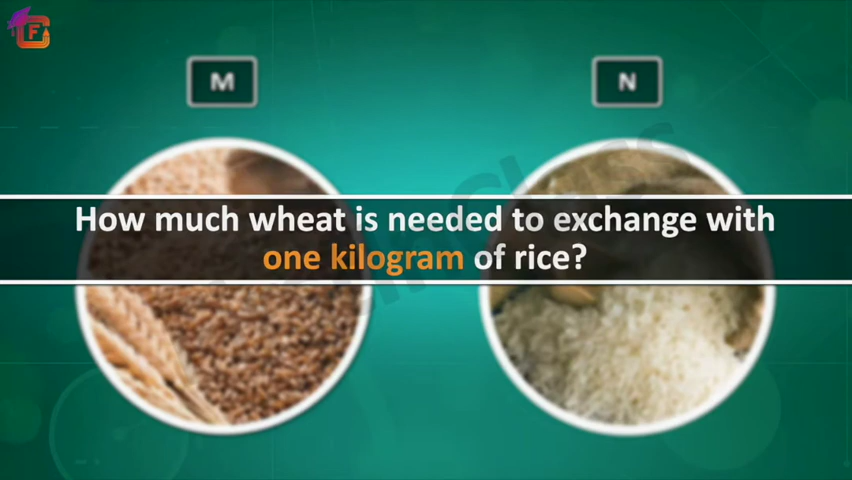 F
M
N
How much wheat is needed to exchange with
one kilogram of rice?